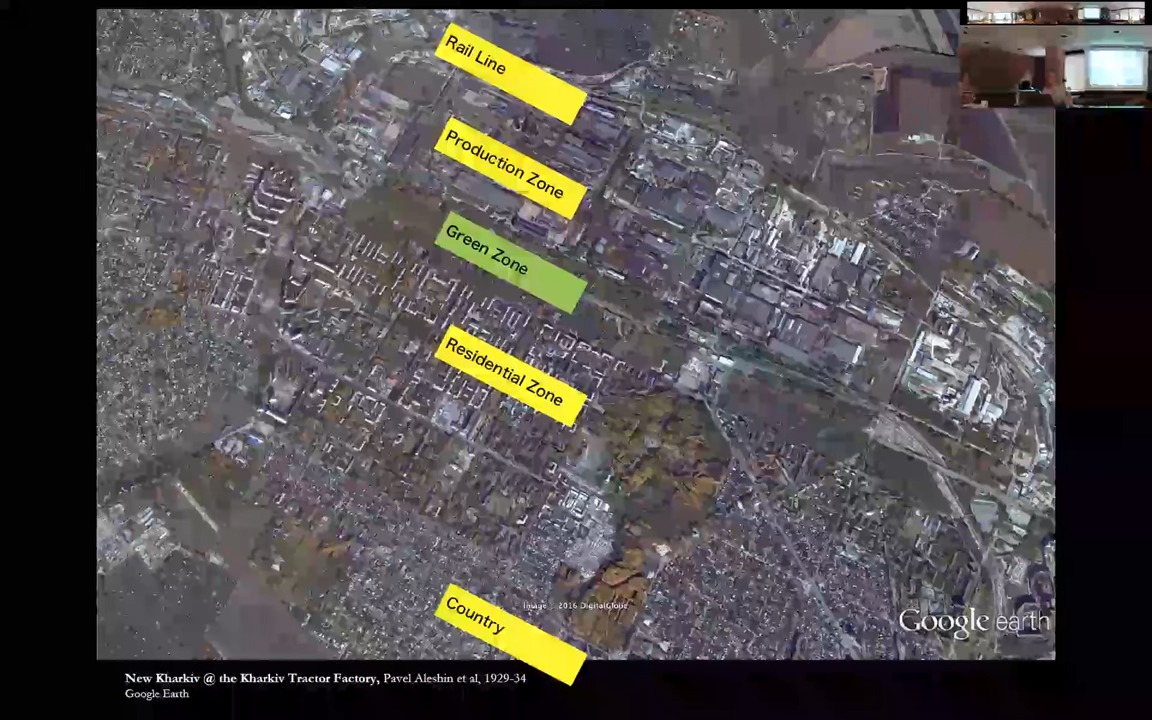 Rail Line
Production Zone
Green Zone
Residential Zone
Country
Image © 2016 DigitalGlobe
Google earth
New Kharkiv @ the Kharkiv Tractor Factory, Pavel Aleshin et al, 1929-34
Google Earth